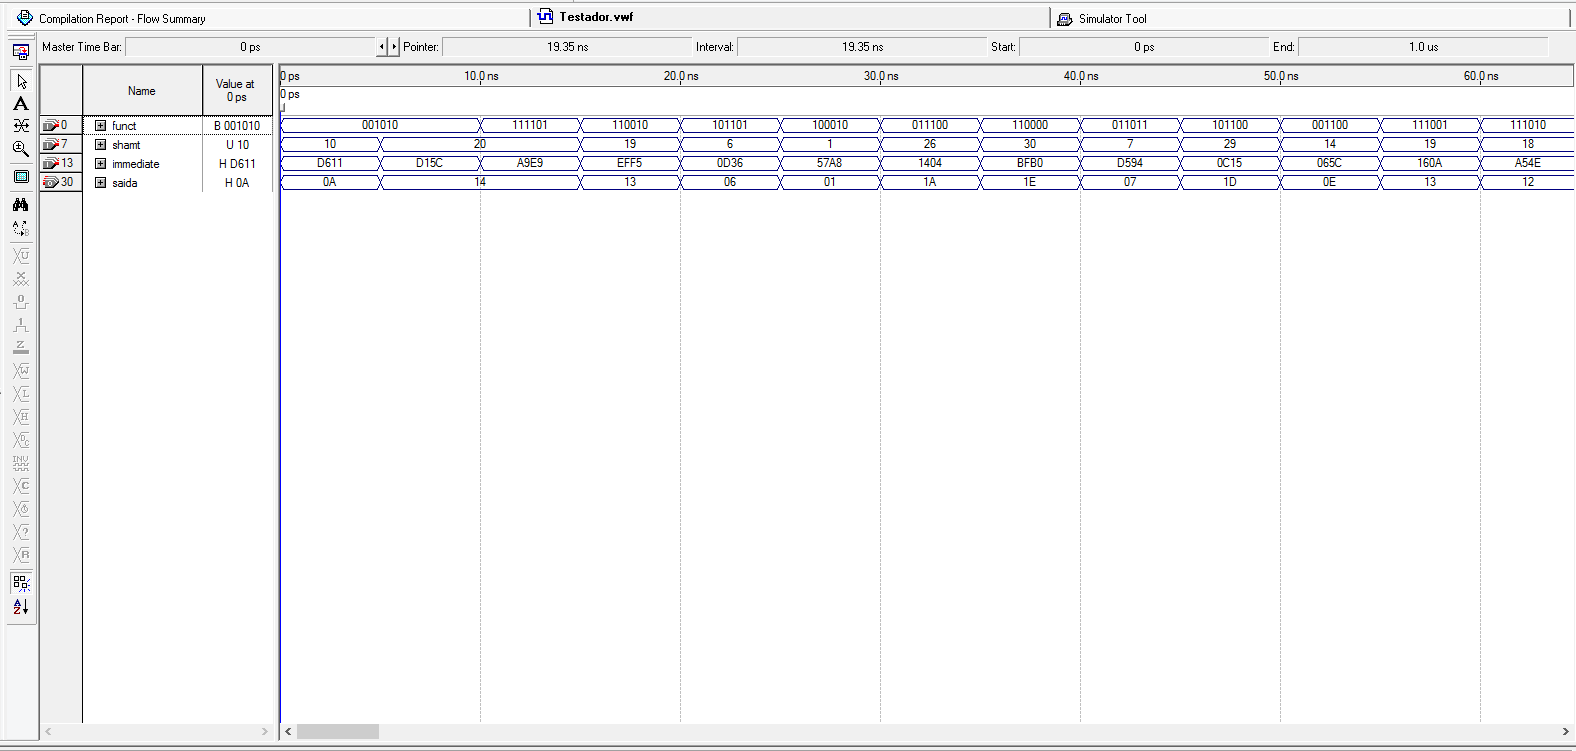 Compilation Report - Flow Summary
Testador.vwf
Simulator Tool
Master Time Bar: 0 ps Pointer: 19.35 ns Interval: 19.35 ns Start: 0 ps End: 1.0 us
Name
Value at
0 ps
0 ps 10.0 ns 20.0 ns 30.0 ns 40.0 ns 50.0 ns 60.0 ns
0 ps
0 funct B 001010 001010 111101 110010 101101 100010 011100 110000 011011 101100 001100 111001 111010
7 shamt U 10 10 20 19 6 1 26 30 7 29 14 19 18
13 immediate H D611 D611 D15C A9E9 EFF5 0D36 57A8 1404 BFB0 D594 0C15 065C 160A A54E
30 saida H 0A 0A 14 13 06 01 1A 1E 07 1D 0E 13 12